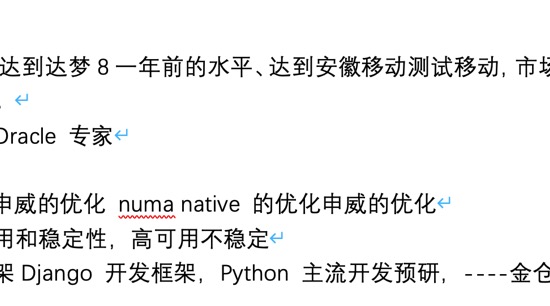 达到达梦 8 一年前的水平、达到安徽移动测试移动, 市场
。
Oracle 专家
申威的优化 numa native 的优化申威的优化
用和稳定性, 高可用不稳定
架 Django 开发框架, Python 主流开发预研, ----金仓